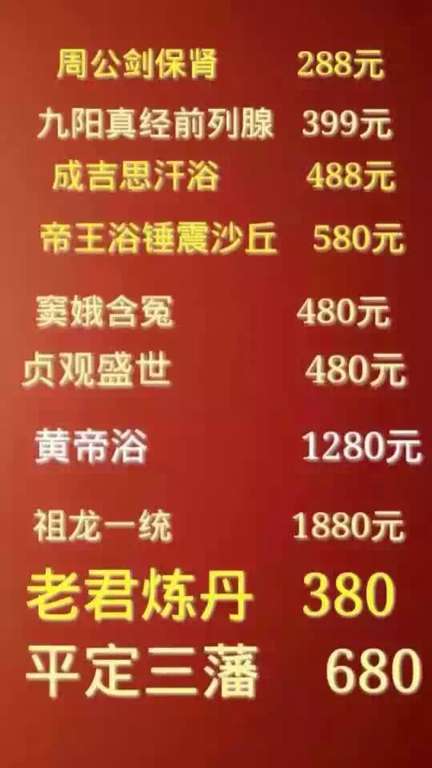 周公剑保肾 288元
九阳真经前列腺 399元
成吉思汗浴 488元
帝王浴锤震沙丘 580元
窦娥含冤 480元
贞观盛世 480元
黄帝浴 1280元
祖龙一统 1880元
老君炼丹 380
平定三藩 680